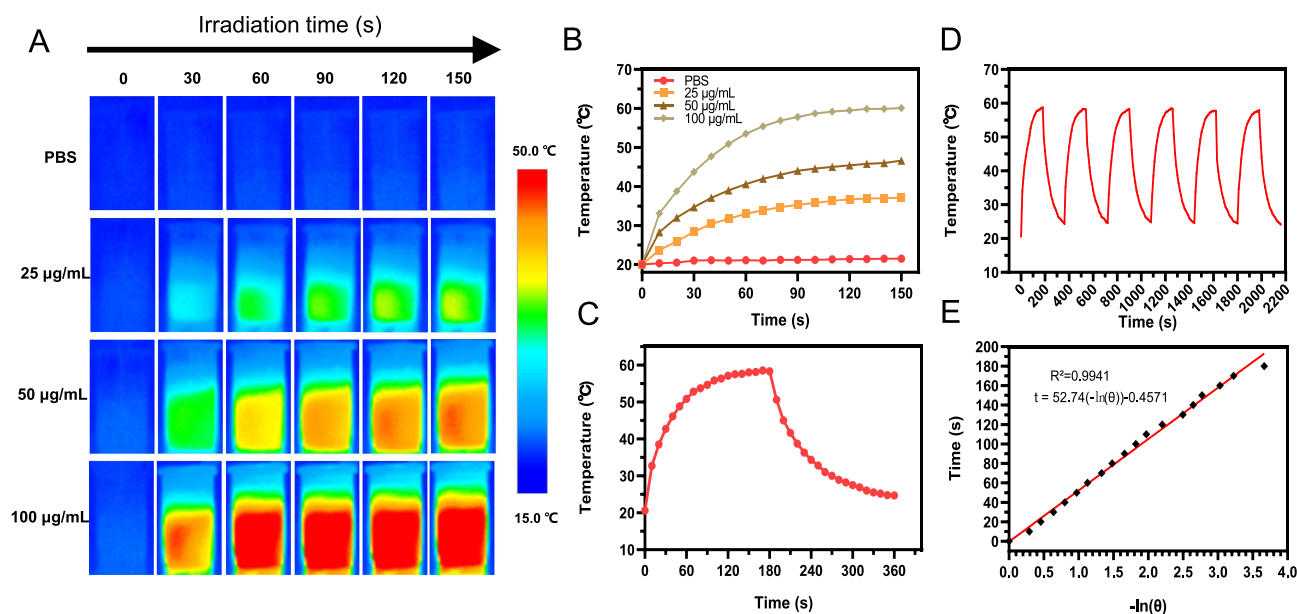 A
Irradiation time (s)
0 30 60 90 120 150
PBS
25 µg/mL
50 µg/mL
100 µg/mL
50.0 ℃
15.0 ℃
B
Temperature (℃)
70
60
50
40
30
20
0 30 60 90 120 150
Time (s)
PBS
25 µg/mL
50 µg/mL
100 µg/mL
C
Temperature (℃)
60
50
40
30
20
10
0 60 120 180 240 300 360
Time (s)
D
Temperature (℃)
70
60
50
40
30
20
10
0 200 400 600 800 1000 1200 1400 1600 1800 2000 2200
Time (s)
E
Time (s)
200
180
160
140
120
100
80
60
40
20
0
R²=0.9941
t = 52.74(-ln(θ))-0.4571
0.0 0.5 1.0 1.5 2.0 2.5 3.0 3.5 4.0
-ln(θ)